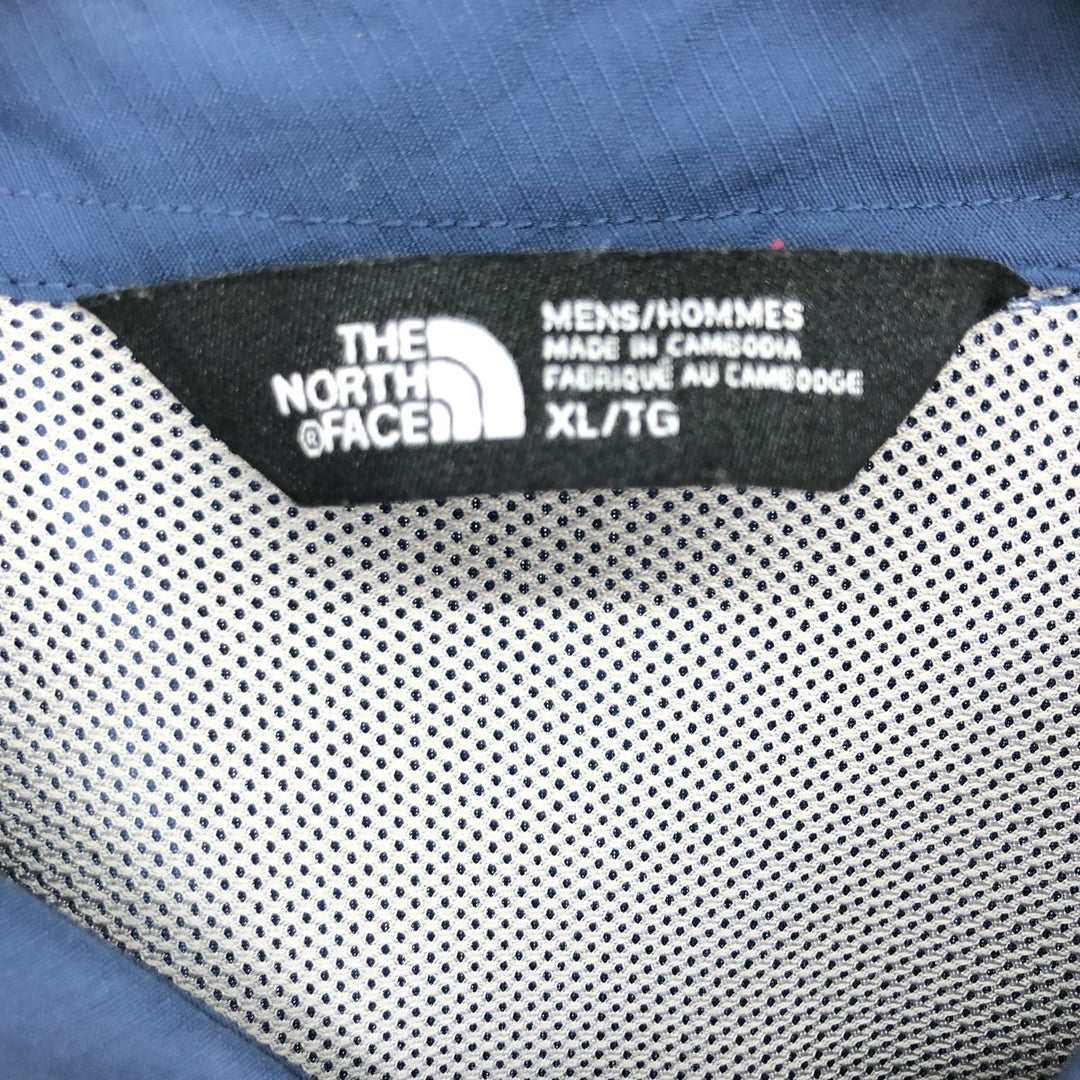 THE
NORTH
®FACE
MENS/HOMMES
MADE IN CAMBODIA
FABRIQUÉ AU CAMBODGE
XL/TG